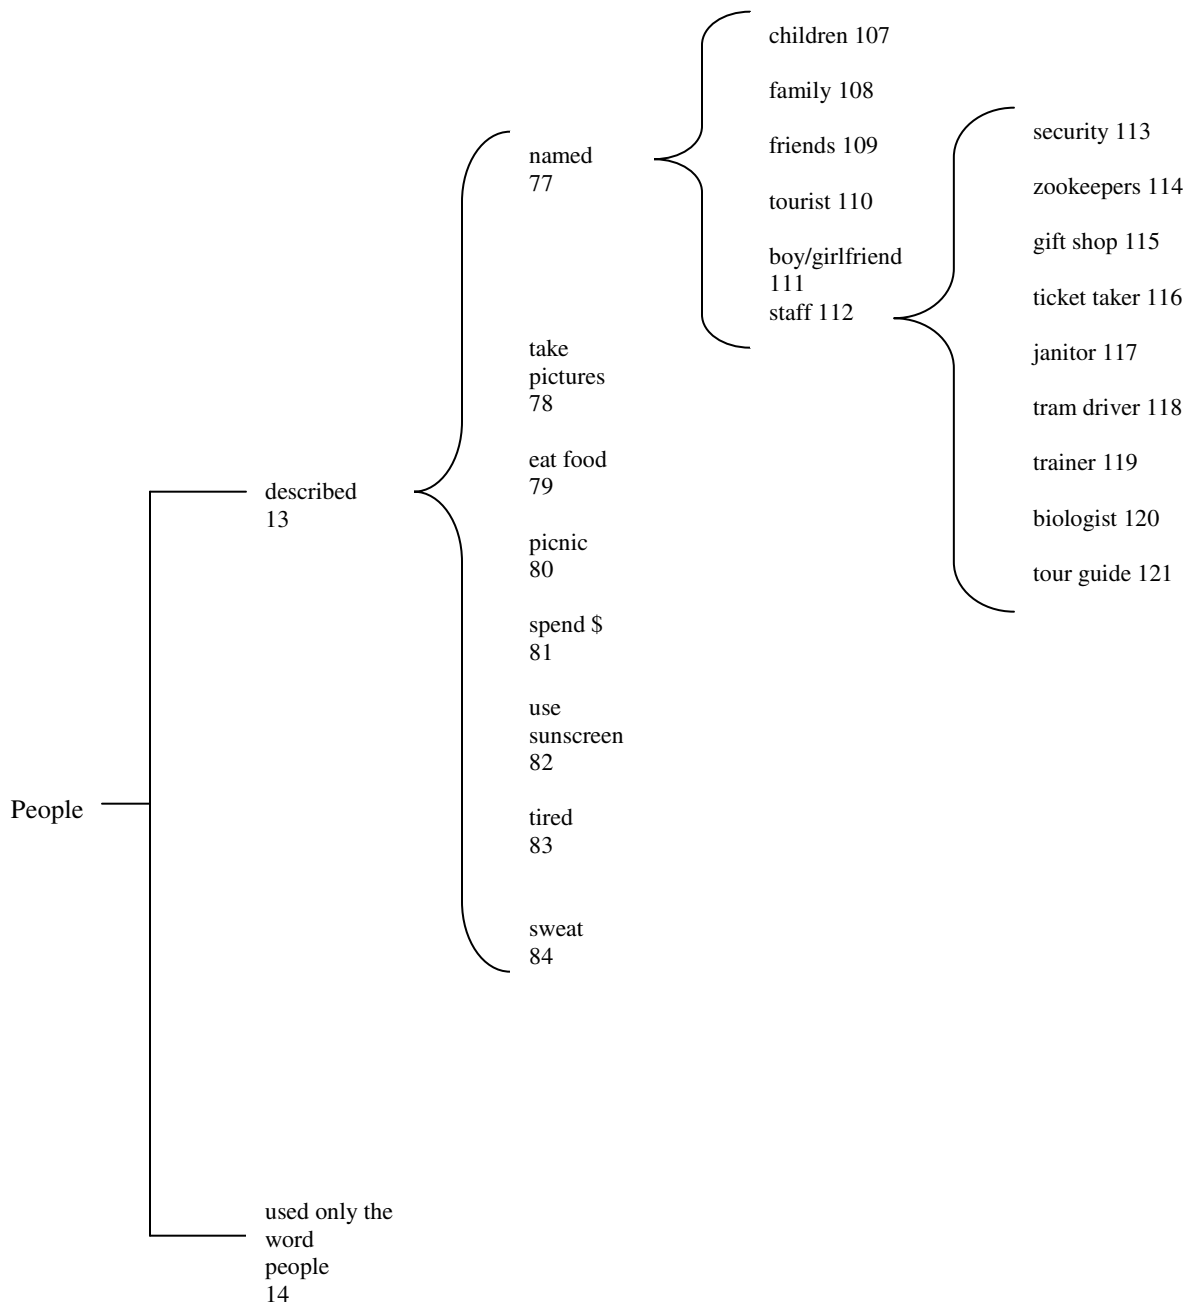 People
described
13
used only the
word
people
14
named
77
take
pictures
78
eat food
79
picnic
80
spend $
81
use
sunscreen
82
tired
83
sweat
84
children 107
family 108
friends 109
tourist 110
boy/girlfriend
111
staff 112
security 113
zookeepers 114
gift shop 115
ticket taker 116
janitor 117
tram driver 118
trainer 119
biologist 120
tour guide 121